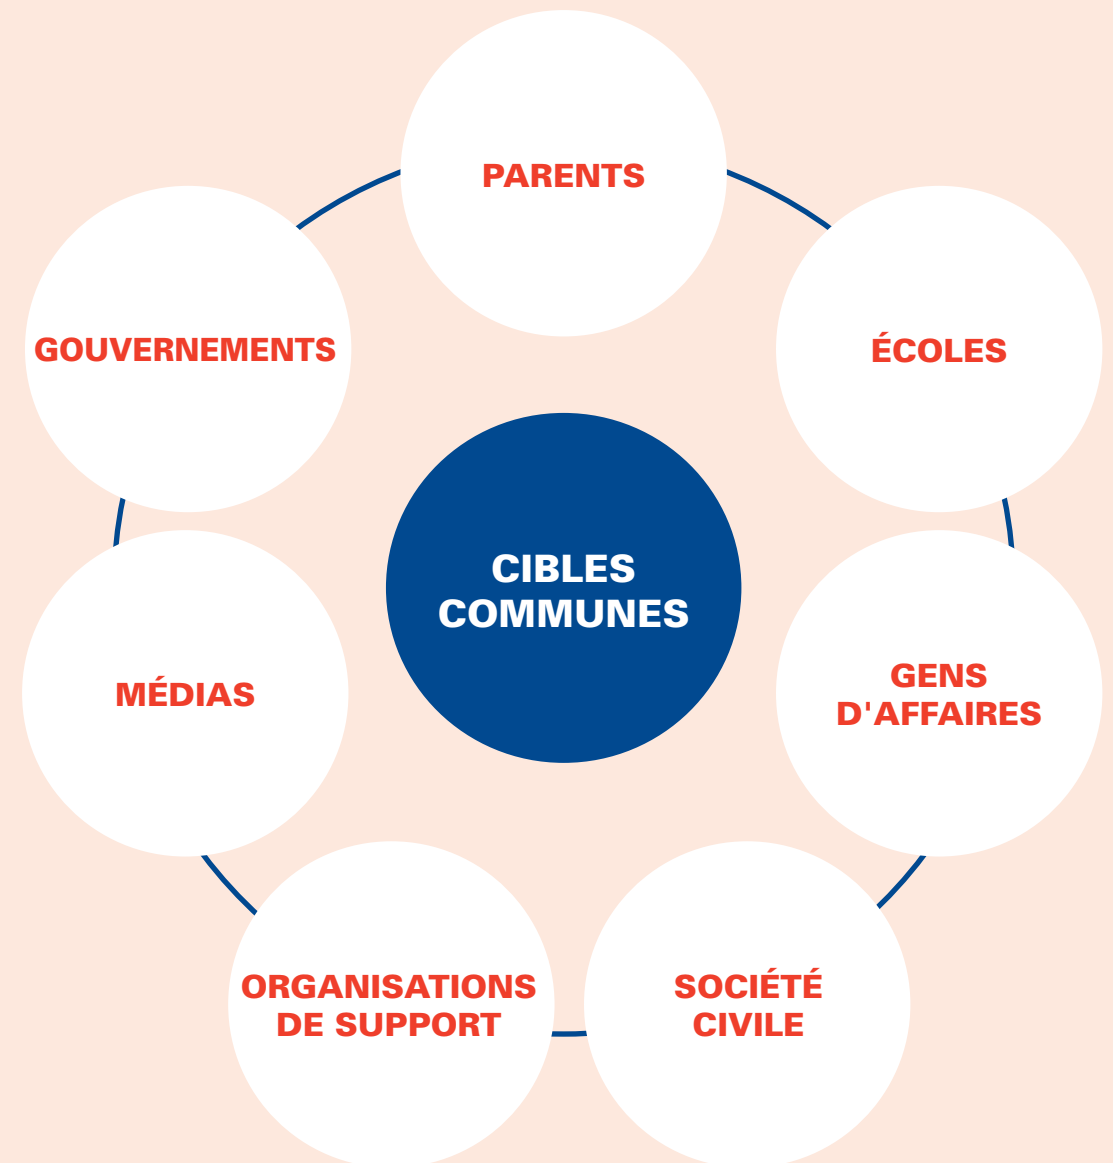 PARENTS
GOUVERNEMENTS
ÉCOLES
CIBLES
COMMUNES
MÉDIAS
GENS
D'AFFAIRES
ORGANISATIONS
DE SUPPORT
SOCIÉTÉ
CIVILE